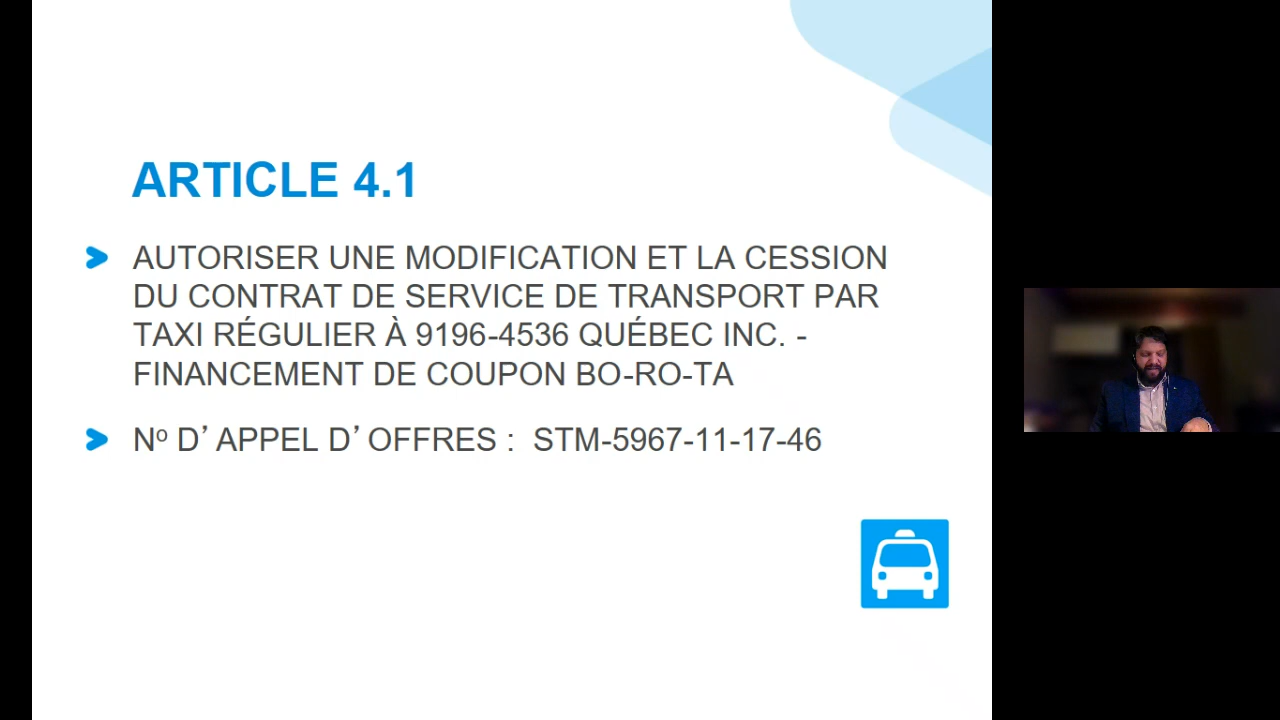 ARTICLE 4.1
AUTORISER UNE MODIFICATION ET LA CESSION
DU CONTRAT DE SERVICE DE TRANSPORT PAR
TAXI RÉGULIER À 9196-4536 QUÉBEC INC. -
FINANCEMENT DE COUPON BO-RO-TA
Nº D’APPEL D’OFFRES : STM-5967-11-17-46